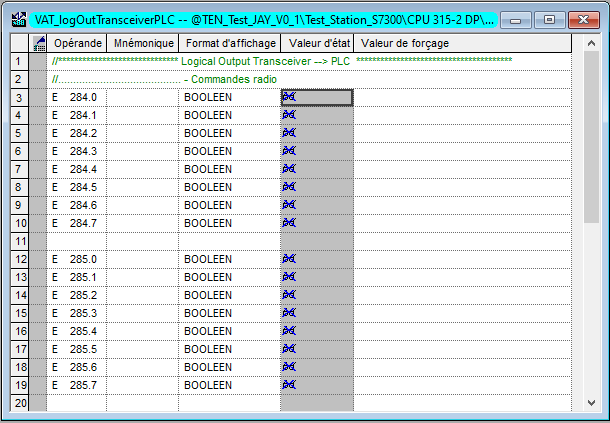 VAT_logOutTransceiverPLC -- @TEN_Test_JAY_V0_1\Test_Station_S7300\CPU 315-2 DP\...
Opérande Mnémonique Format d'affichage Valeur d'état Valeur de forçage
1 //******************************** Logical Output Transceiver --> PLC ******************************************
2 //......................................... - Commandes radio
3 E 284.0 BOOLEEN
4 E 284.1 BOOLEEN
5 E 284.2 BOOLEEN
6 E 284.3 BOOLEEN
7 E 284.4 BOOLEEN
8 E 284.5 BOOLEEN
9 E 284.6 BOOLEEN
10 E 284.7 BOOLEEN
11
12 E 285.0 BOOLEEN
13 E 285.1 BOOLEEN
14 E 285.2 BOOLEEN
15 E 285.3 BOOLEEN
16 E 285.4 BOOLEEN
17 E 285.5 BOOLEEN
18 E 285.6 BOOLEEN
19 E 285.7 BOOLEEN
20